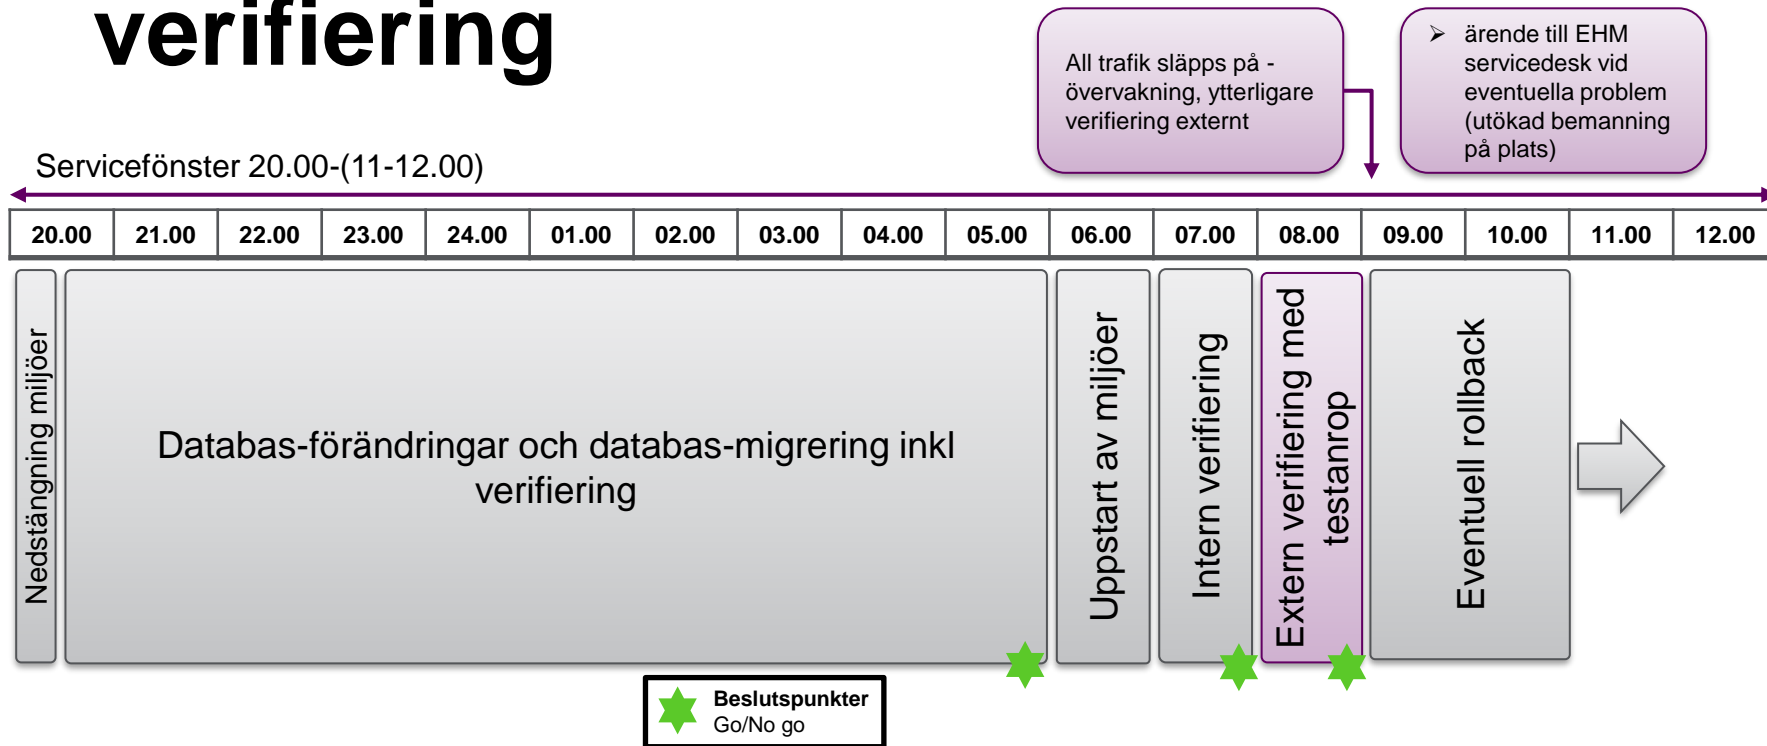 verifiering
All trafik släpps på -
övervakning, ytterligare
verifiering externt
➢ ärende till EHM
servicedesk vid
eventuella problem
(utökad bemanning
på plats)
Servicefönster 20.00-(11-12.00)
20.00 21.00 22.00 23.00 24.00 01.00 02.00 03.00 04.00 05.00 06.00 07.00 08.00 09.00 10.00 11.00 12.00
Nedstängning miljöer
Databas-förändringar och databas-migrering inkl
verifiering
Uppstart av miljöer
Intern verifiering
Extern verifiering med
testanrop
Eventuell rollback
Beslutspunkter
Go/No go